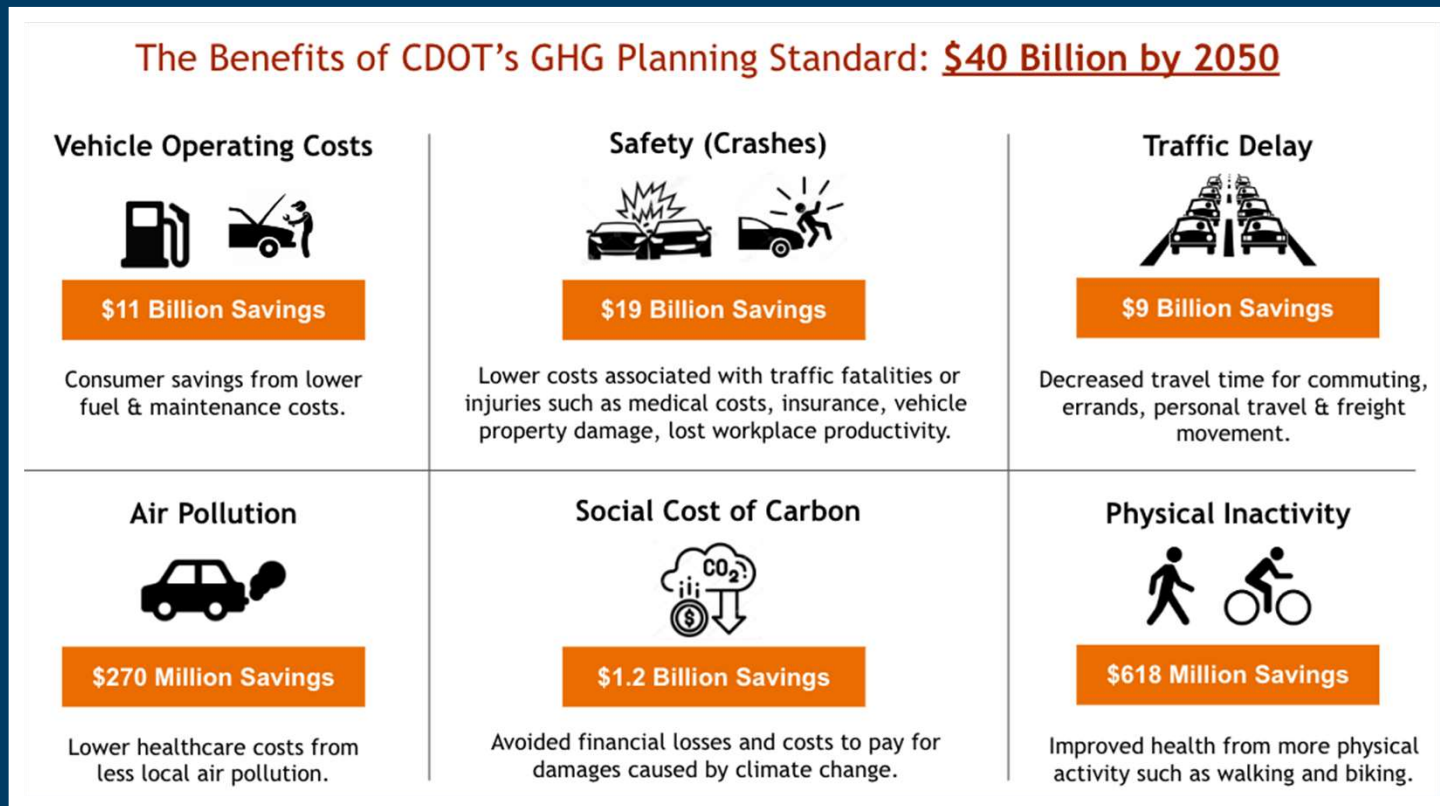 The Benefits of CDOT's GHG Planning Standard: $40 Billion by 2050
Vehicle Operating Costs
$11 Billion Savings
Consumer savings from lower
fuel & maintenance costs.
Safety (Crashes)
$19 Billion Savings
Lower costs associated with traffic fatalities or
injuries such as medical costs, insurance, vehicle
property damage, lost workplace productivity.
Traffic Delay
$9 Billion Savings
Decreased travel time for commuting,
errands, personal travel & freight
movement.
Air Pollution
$270 Million Savings
Lower healthcare costs from
less local air pollution.
Social Cost of Carbon
CO₂
$
$1.2 Billion Savings
Avoided financial losses and costs to pay for
damages caused by climate change.
Physical Inactivity
$618 Million Savings
Improved health from more physical
activity such as walking and biking.